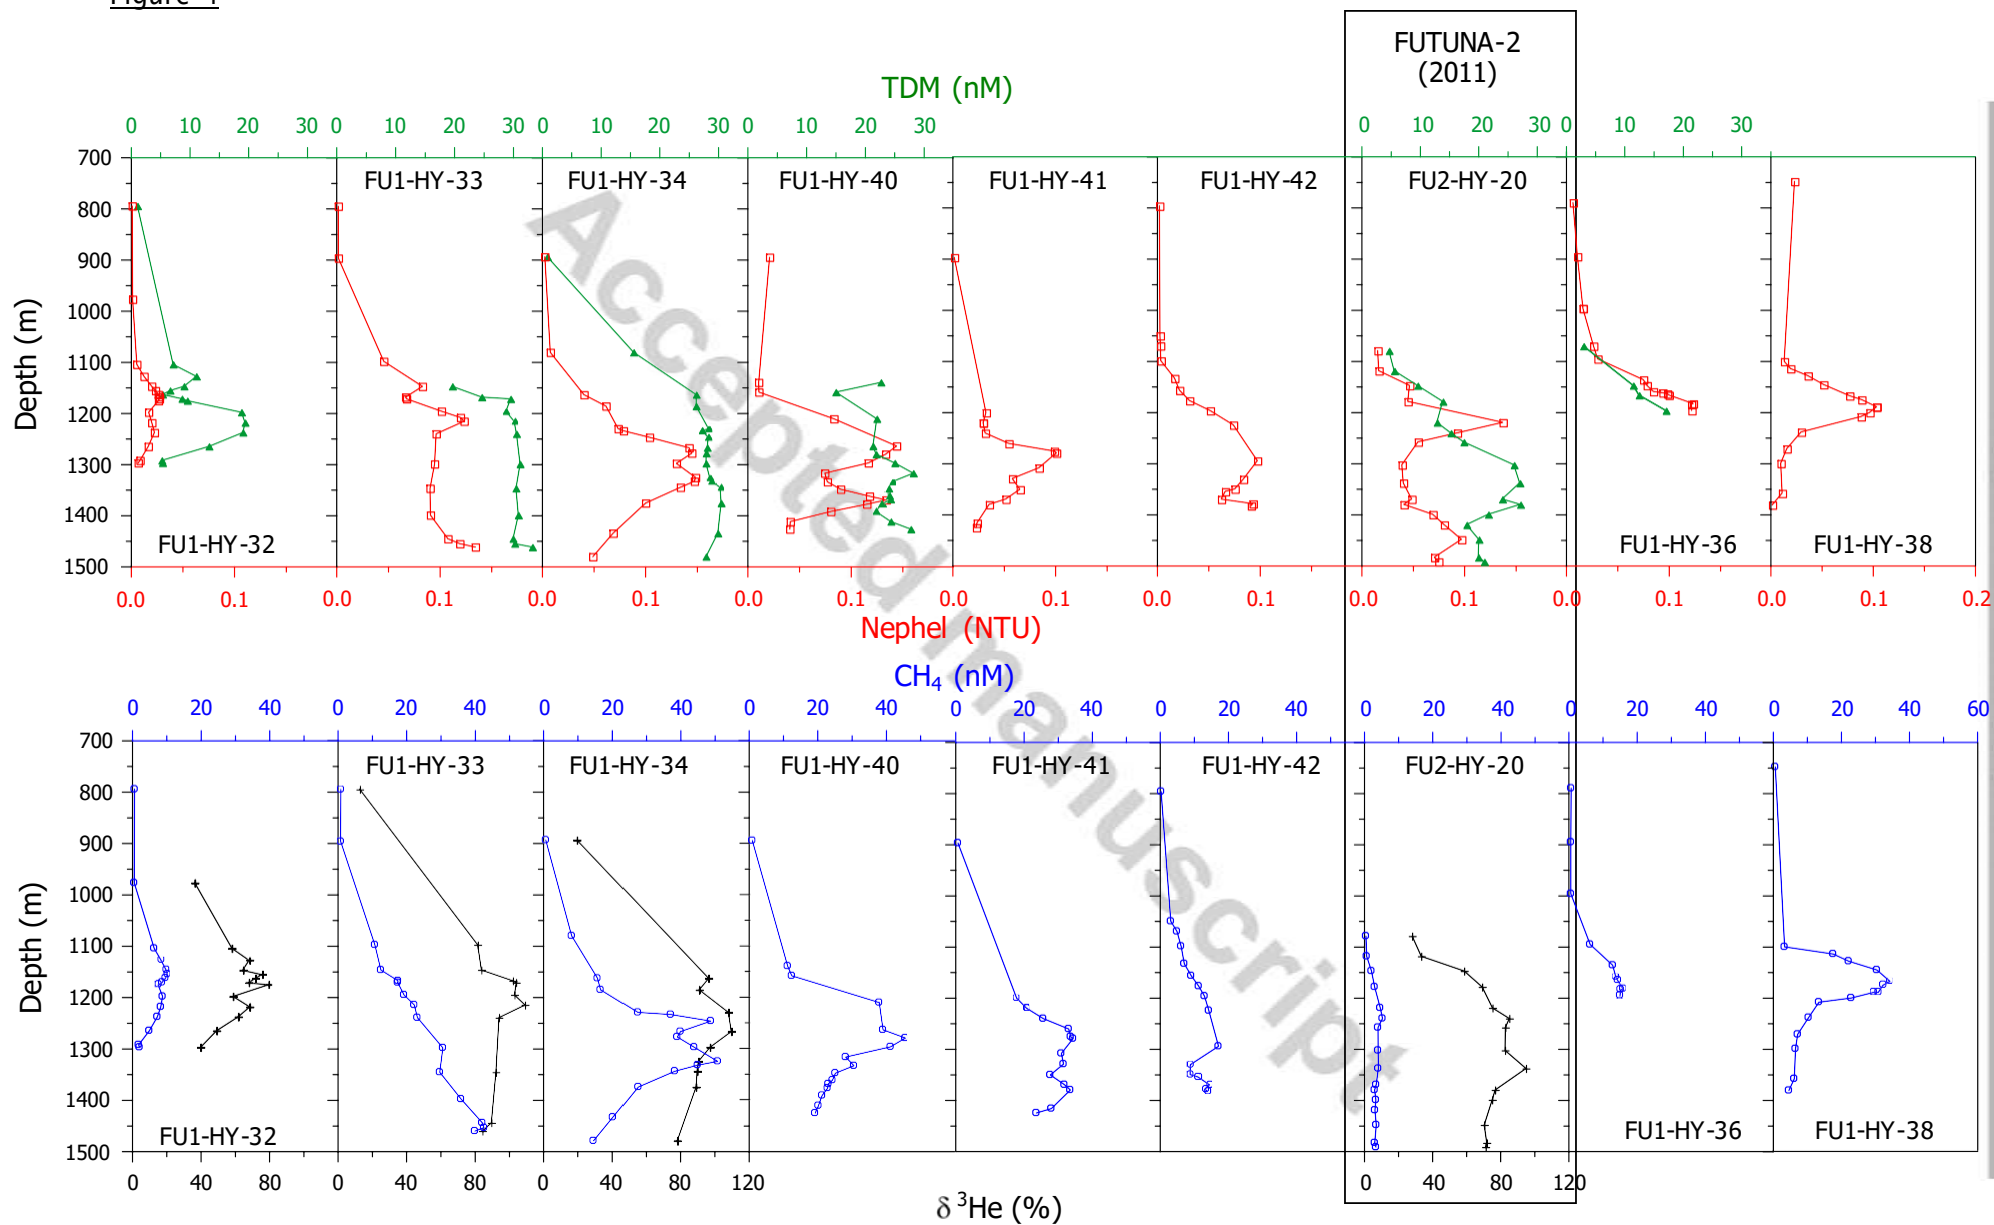 Figure 4
FUTUNA-2
(2011)
TDM (nM)
0 10 20 30 0 10 20 30 0 10 20 30 0 10 20 30 0 10 20 30 0 10 20 30
700
800
900
1000
1100
1200
1300
1400
1500
Depth (m)
FU1-HY-32
FU1-HY-33
FU1-HY-34
FU1-HY-40
FU1-HY-41
FU1-HY-42
FU2-HY-20
FU1-HY-36
FU1-HY-38
0.0 0.1 0.0 0.1 0.0 0.1 0.0 0.1 0.0 0.1 0.0 0.1 0.0 0.1 0.0 0.1 0.0 0.1 0.2
Nephel (NTU)
Accepted manuscript
CH4 (nM)
0 20 40 0 20 40 0 20 40 0 20 40 0 20 40 0 20 40 0 20 40 0 20 40 0 20 40 60
700
800
900
1000
1100
1200
1300
1400
1500
Depth (m)
FU1-HY-32
FU1-HY-33
FU1-HY-34
FU1-HY-40
FU1-HY-41
FU1-HY-42
FU2-HY-20
FU1-HY-36
FU1-HY-38
0 40 80 0 40 80 0 40 80 120 0 40 80 120
δ 3He (%)